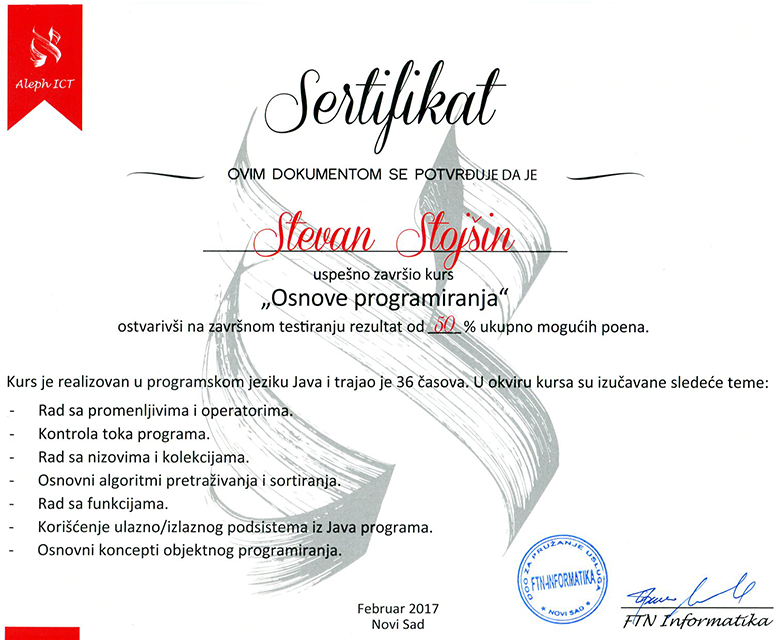 Aleph ICT
Sertifikat
OVIM DOKUMENTOM SE POTVRĐUJE DA JE
Stevan Stojšin
uspešno završio kurs
„Osnove programiranja“
ostvarivši na završnom testiranju rezultat od 50 % ukupno mogućih poena.
Kurs je realizovan u programskom jeziku Java i trajao je 36 časova. U okviru kursa su izučavane sledeće teme:
- Rad sa promenljivima i operatorima.
- Kontrola toka programa.
- Rad sa nizovima i kolekcijama.
- Osnovni algoritmi pretraživanja i sortiranja.
- Rad sa funkcijama.
- Korišćenje ulazno/izlaznog podsistema iz Java programa.
- Osnovni koncepti objektnog programiranja.
DOO ZA PRUŽANJE USLUGA
FTN-INFORMATIKA
NOVI SAD
Februar 2017
Novi Sad
FTN Informatika